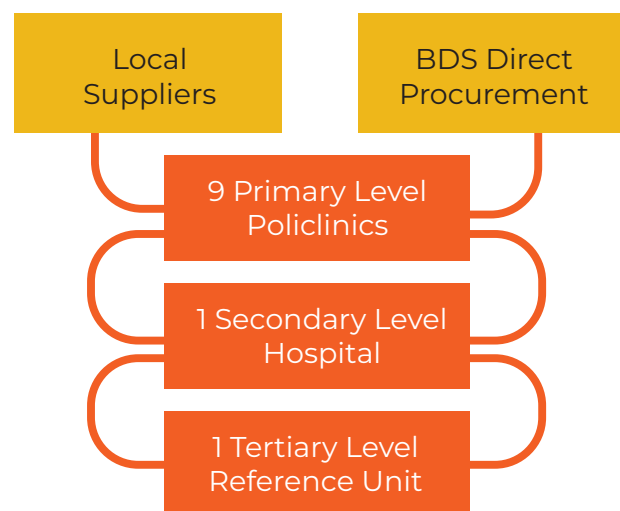 Local
Suppliers
BDS Direct
Procurement
9 Primary Level
Policlinics
1 Secondary Level
Hospital
1 Tertiary Level
Reference Unit